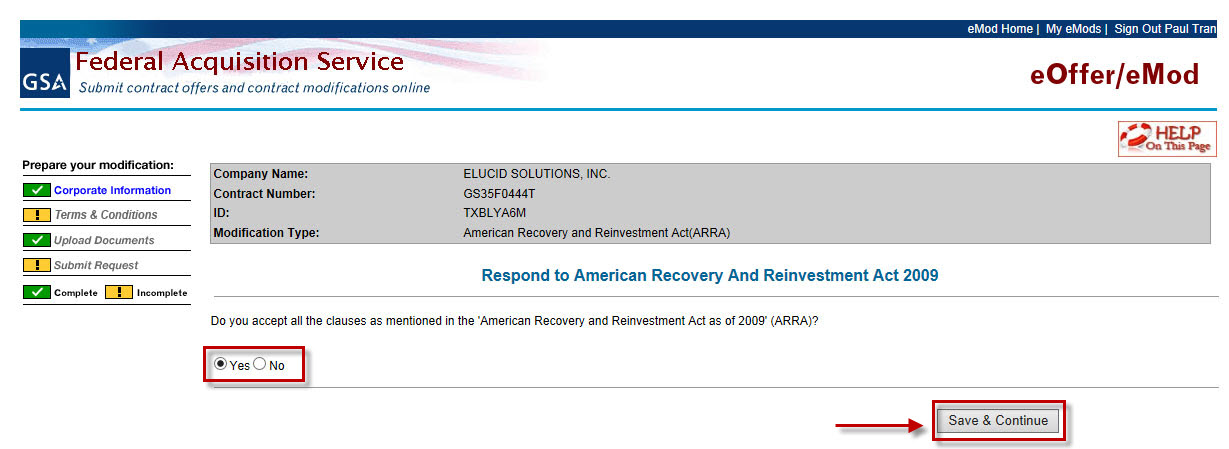 eMod Home | My eMods | Sign Out Paul Tran
GSA
Federal Acquisition Service
Submit contract offers and contract modifications online
eOffer/eMod
HELP
On This Page
Prepare your modification:
Corporate Information
! Terms & Conditions
Upload Documents
! Submit Request
Complete ! Incomplete
Company Name: ELUCID SOLUTIONS, INC.
Contract Number: GS35F0444T
ID: TXBLYA6M
Modification Type: American Recovery and Reinvestment Act(ARRA)
Respond to American Recovery And Reinvestment Act 2009
Do you accept all the clauses as mentioned in the 'American Recovery and Reinvestment Act as of 2009' (ARRA)?
Yes No
Save & Continue